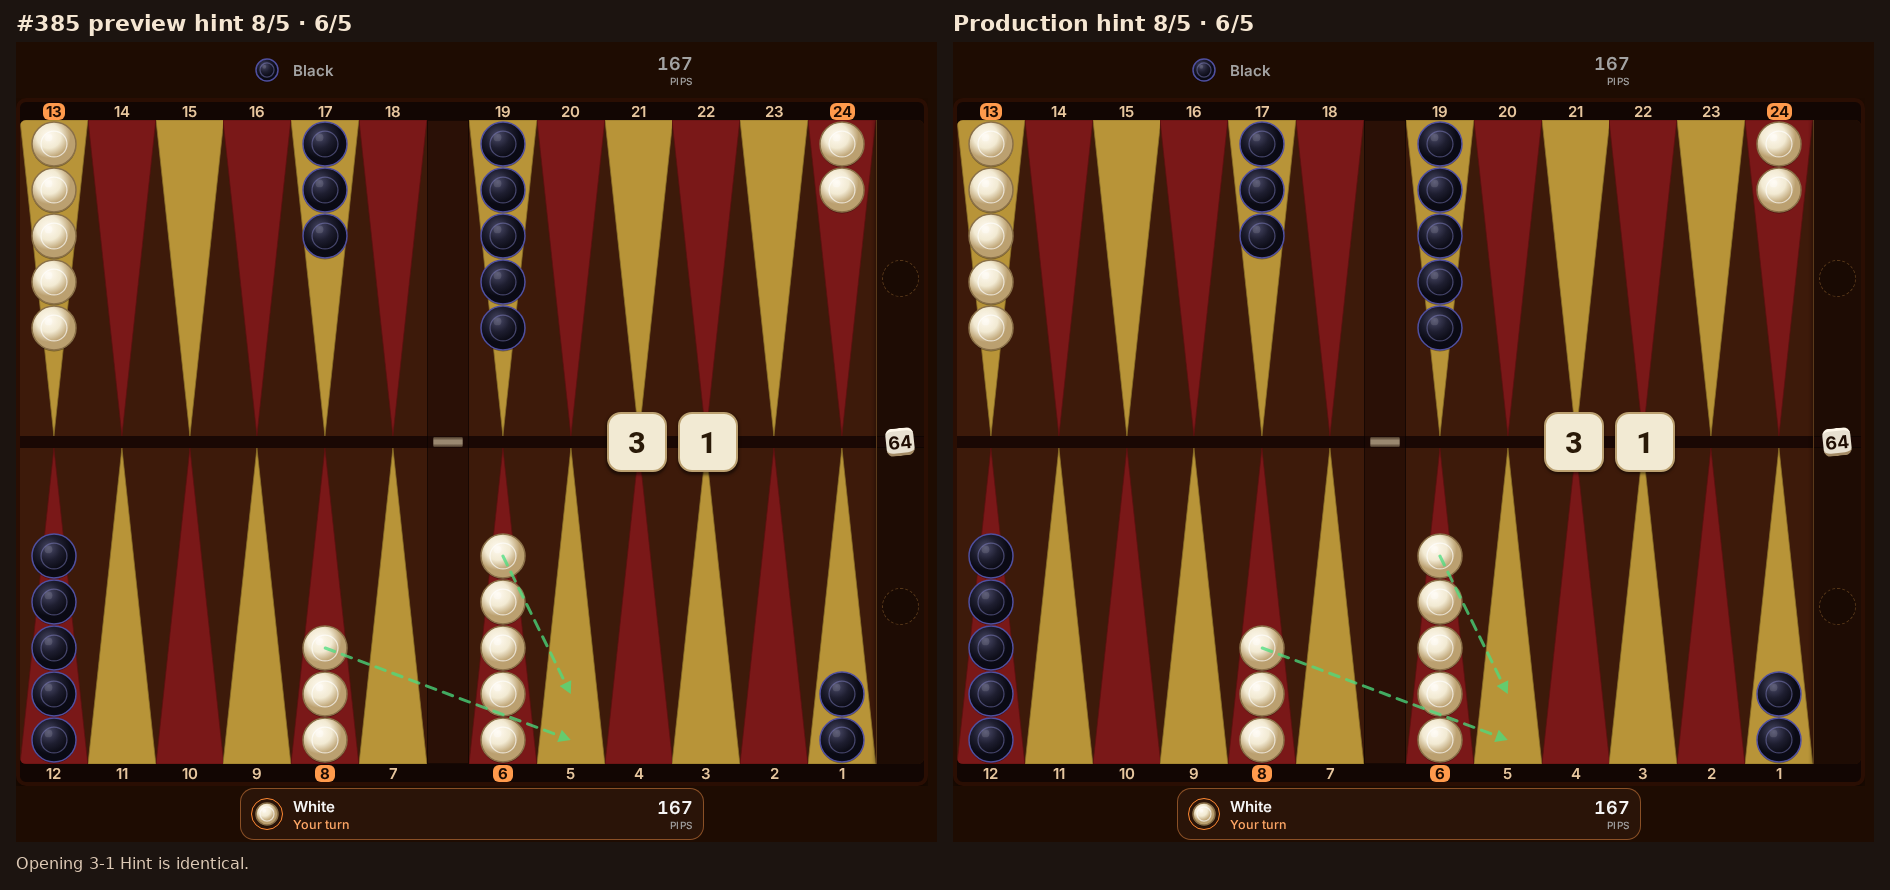 #385 preview hint 8/5 · 6/5
Black
167
PIPS
13 14 15 16 17 18 19 20 21 22 23 24
3 1
64
12 11 10 9 8 7 6 5 4 3 2 1
White
Your turn
167
PIPS
Production hint 8/5 · 6/5
Black
167
PIPS
13 14 15 16 17 18 19 20 21 22 23 24
3 1
64
12 11 10 9 8 7 6 5 4 3 2 1
White
Your turn
167
PIPS
Opening 3-1 Hint is identical.